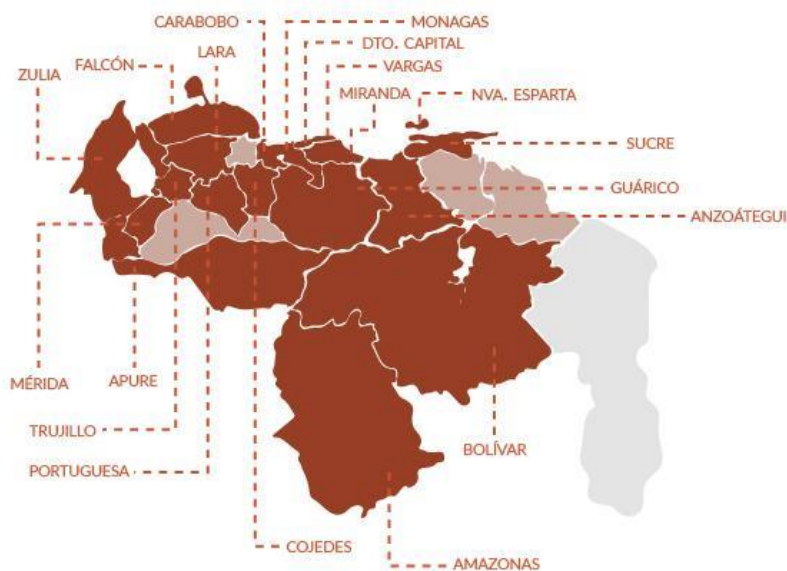 CARABOBO
MONAGAS
DTO. CAPITAL
LARA
VARGAS
FALCÓN
ZULIA
MIRANDA
NVA. ESPARTA
SUCRE
GUÁRICO
ANZOÁTEGUI
MÉRIDA
APURE
TRUJILLO
BOLÍVAR
PORTUGUESA
COJEDES
AMAZONAS